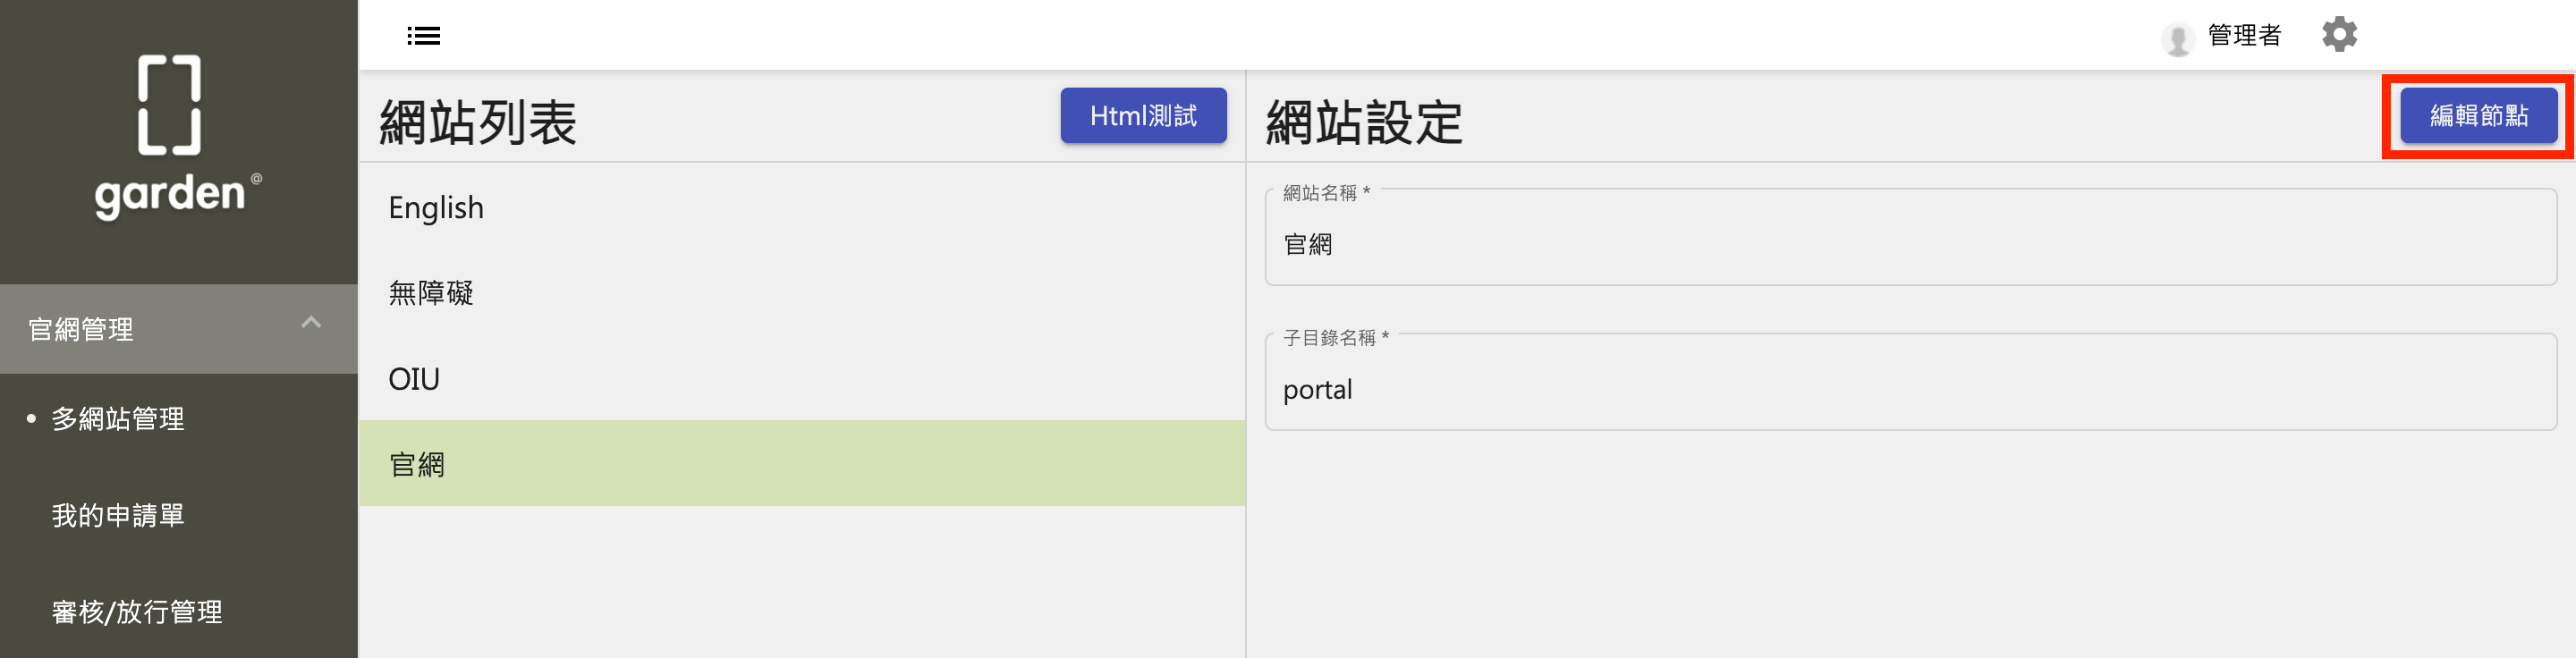 garden@
官網管理
多網站管理
我的申請單
審核/放行管理
管理者
網站列表
Html測試
English
無障礙
OIU
官網
網站設定
編輯節點
網站名稱 *
官網
子目錄名稱 *
portal